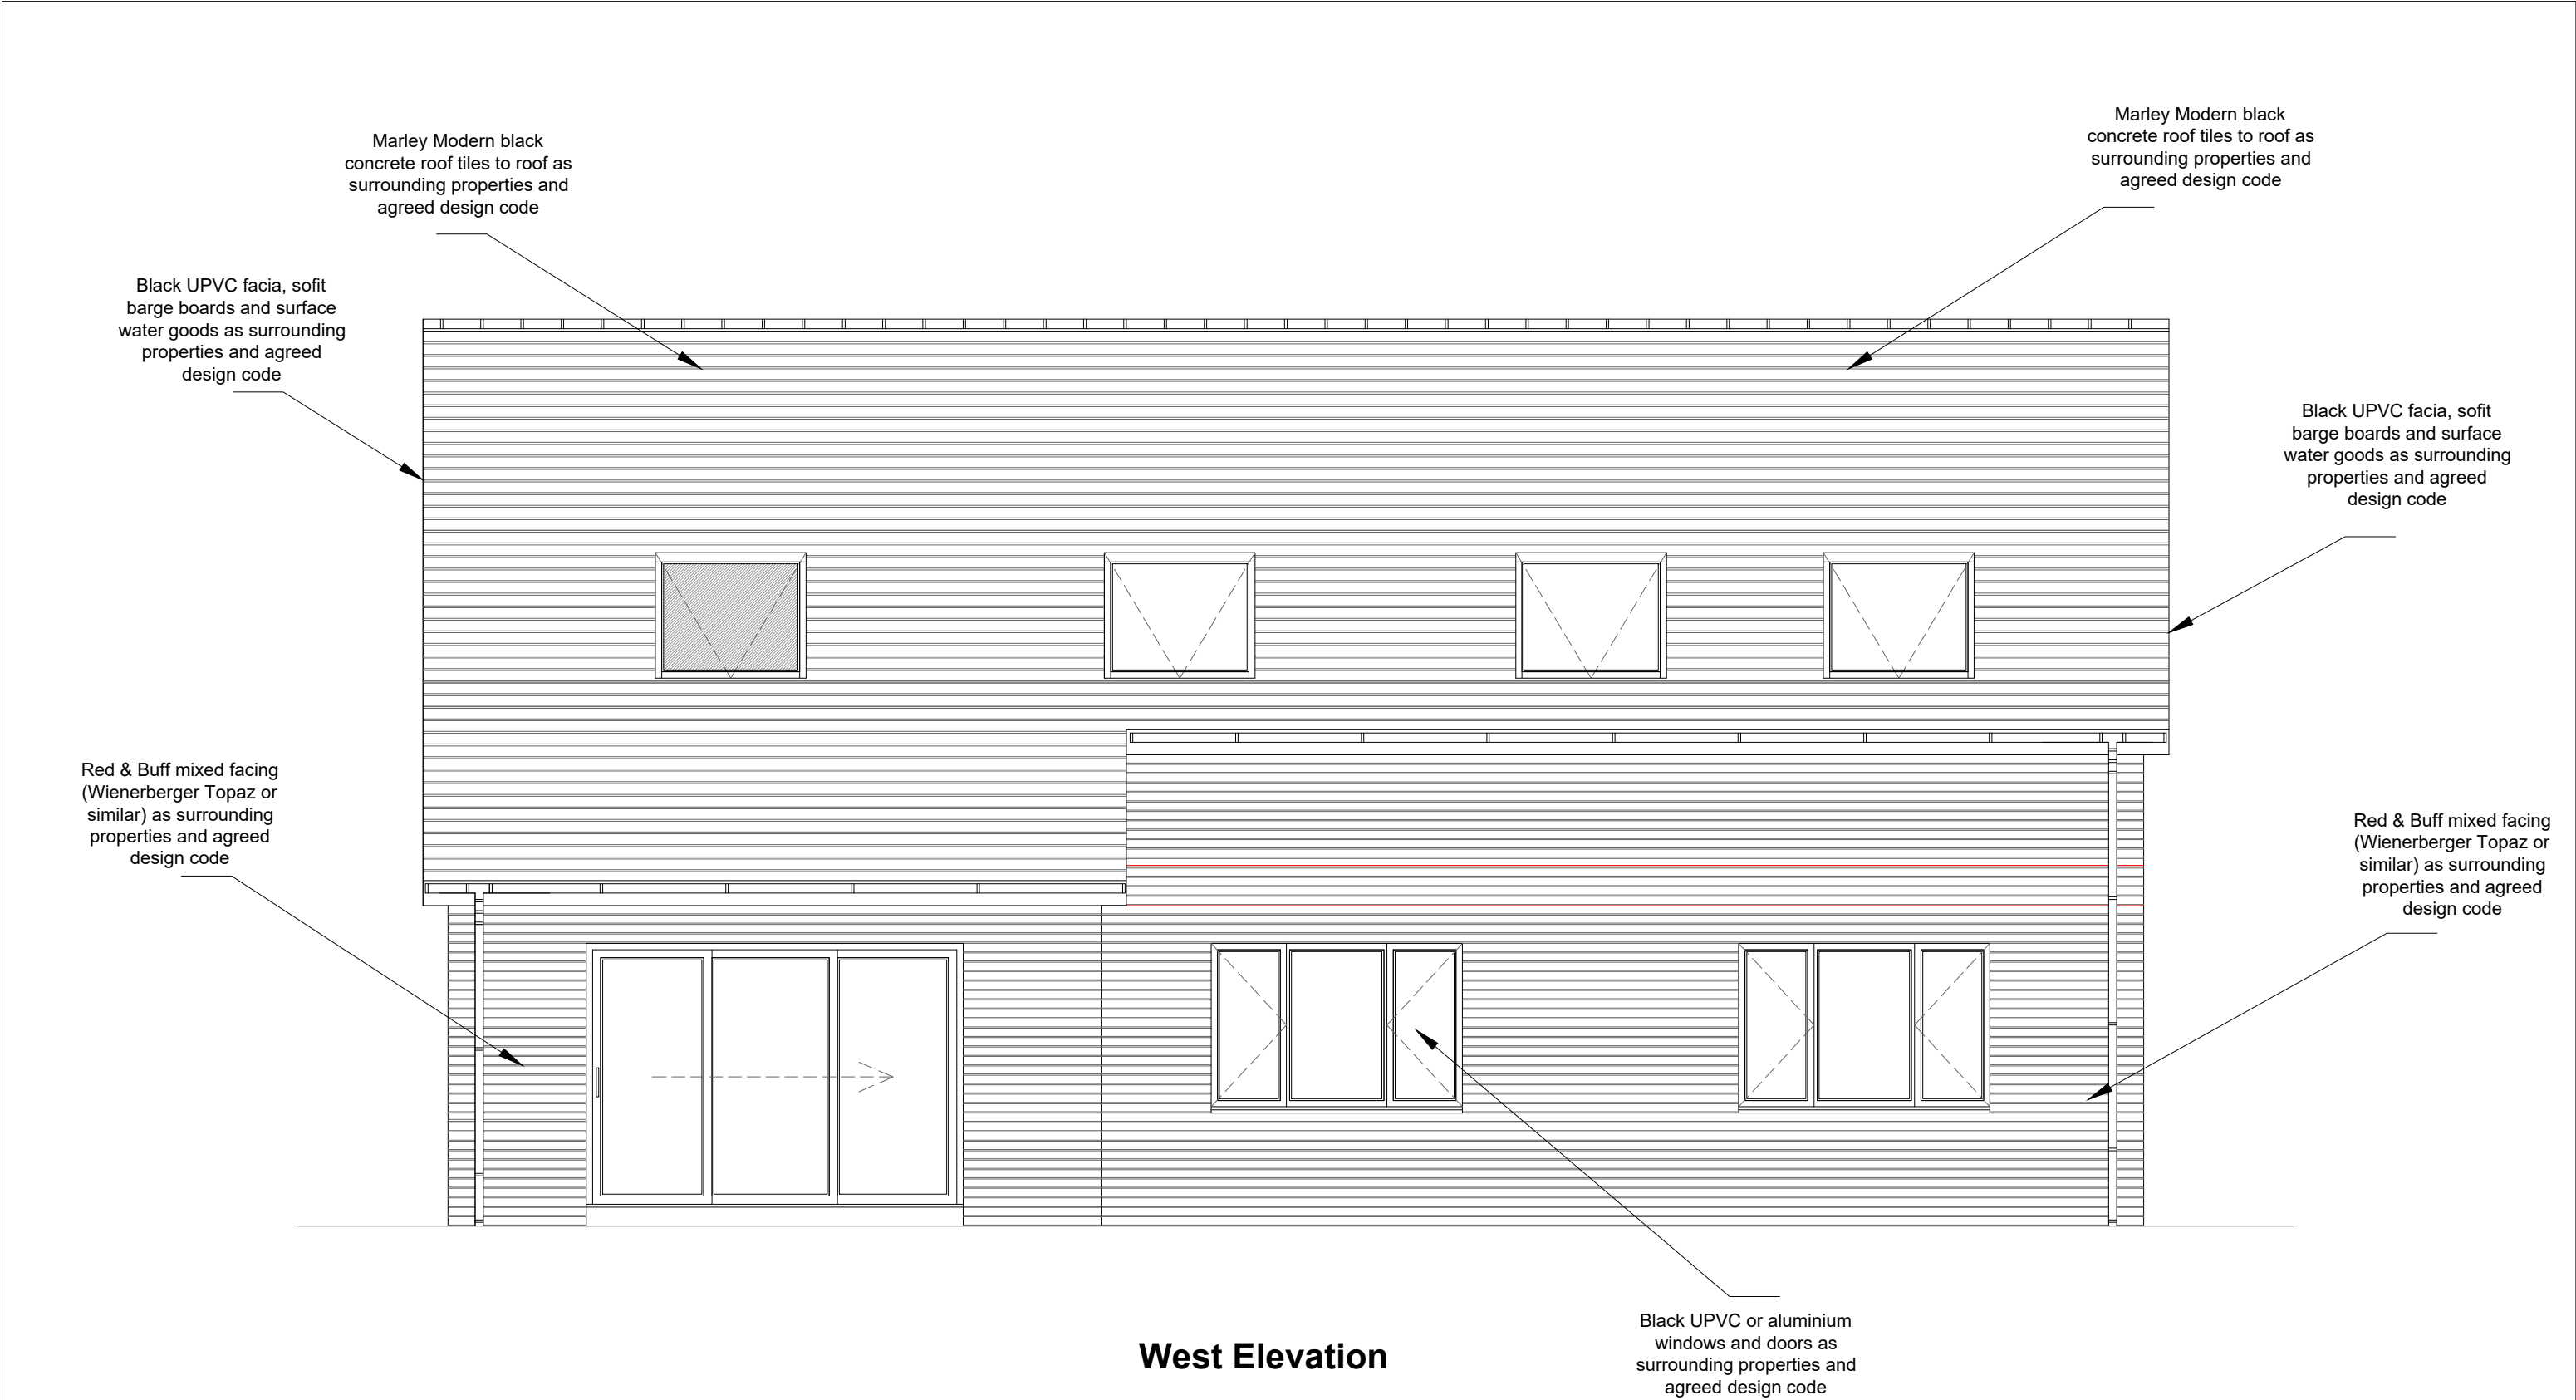 Marley Modern black
concrete roof tiles to roof as
surrounding properties and
agreed design code
Marley Modern black
concrete roof tiles to roof as
surrounding properties and
agreed design code
Black UPVC facia, sofit
barge boards and surface
water goods as surrounding
properties and agreed
design code
Black UPVC facia, sofit
barge boards and surface
water goods as surrounding
properties and agreed
design code
Red & Buff mixed facing
(Wienerberger Topaz or
similar) as surrounding
properties and agreed
design code
Red & Buff mixed facing
(Wienerberger Topaz or
similar) as surrounding
properties and agreed
design code
Black UPVC or aluminium
windows and doors as
surrounding properties and
agreed design code
West Elevation